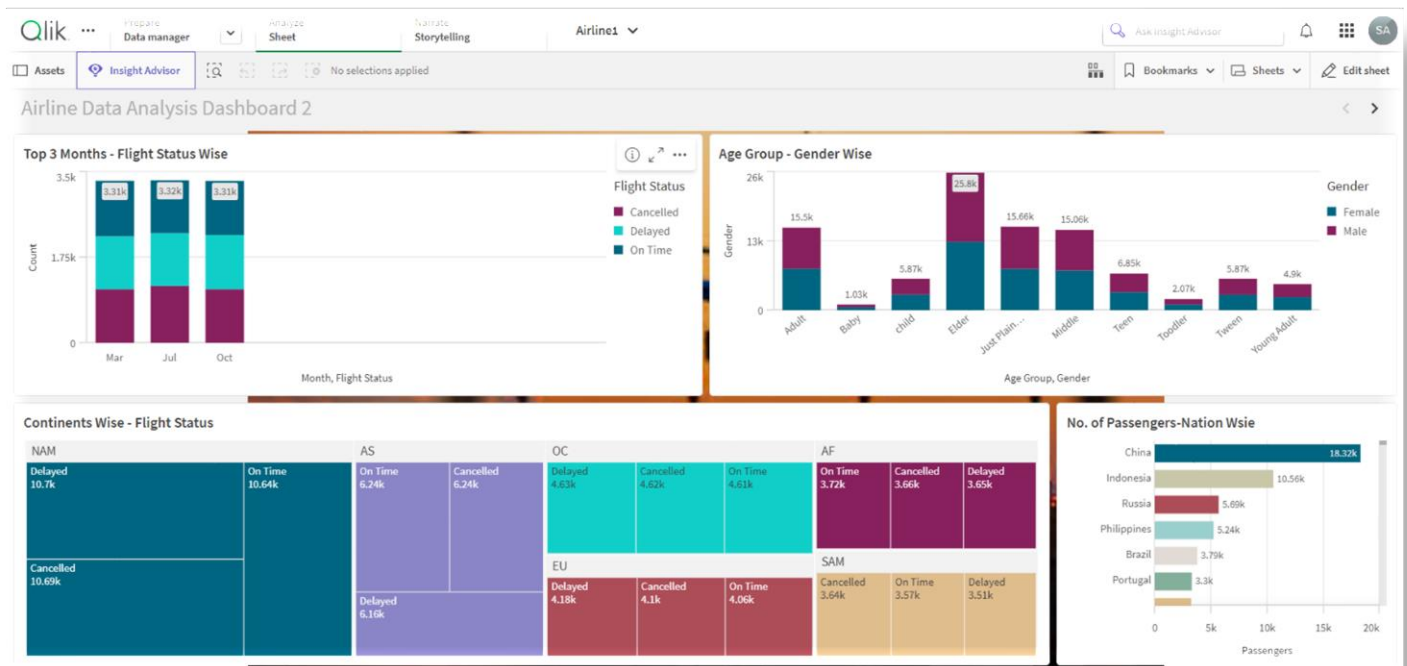 Qlik
Prepare
Data manager
Analyze
Sheet
Narrate
Storytelling
Airline1
Ask Insight Advisor
SA
Assets
Insight Advisor
No selections applied
Bookmarks
Sheets
Edit sheet
Airline Data Analysis Dashboard 2
Top 3 Months - Flight Status Wise
3.5k
1.75k
0
Count
3.31k
3.32k
3.31k
Mar
Jul
Oct
Month, Flight Status
Flight Status
Cancelled
Delayed
On Time
Age Group - Gender Wise
26k
13k
0
Gender
15.5k
1.03k
5.87k
25.8k
15.66k
15.06k
6.85k
2.07k
5.87k
4.9k
Adult
Baby
child
Elder
Just Plain...
Middle
Teen
Toodler
Tween
Young Adult
Age Group, Gender
Gender
Female
Male
Continents Wise - Flight Status
NAM
Delayed
10.7k
On Time
10.64k
Cancelled
10.69k
AS
On Time
6.24k
Cancelled
6.24k
Delayed
6.16k
OC
Delayed
4.63k
Cancelled
4.62k
On Time
4.61k
EU
Delayed
4.18k
Cancelled
4.1k
On Time
4.06k
AF
On Time
3.72k
Cancelled
3.66k
Delayed
3.65k
SAM
Cancelled
3.64k
On Time
3.57k
Delayed
3.51k
No. of Passengers-Nation Wsie
China
18.32k
Indonesia
10.56k
Russia
5.69k
Philippines
5.24k
Brazil
3.79k
Portugal
3.3k
0
5k
10k
15k
20k
Passengers